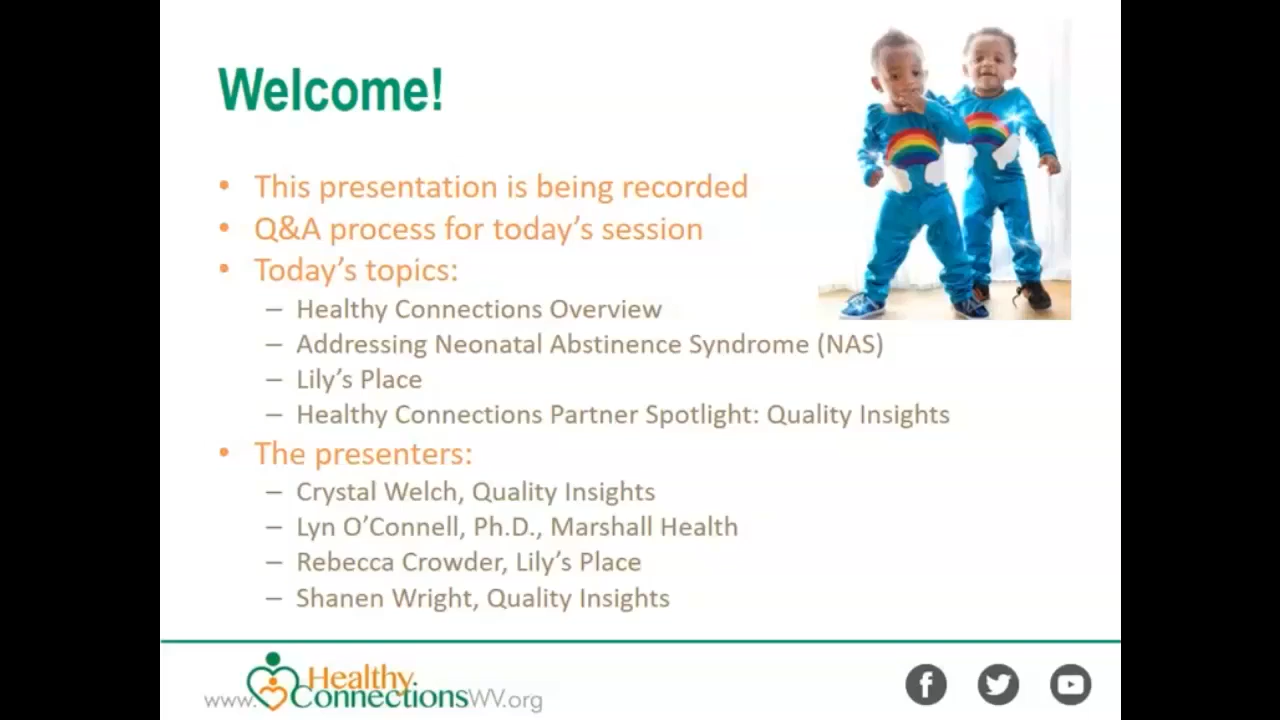 Welcome!
• This presentation is being recorded
• Q&A process for today's session
• Today's topics:
– Healthy Connections Overview
– Addressing Neonatal Abstinence Syndrome (NAS)
– Lily's Place
– Healthy Connections Partner Spotlight: Quality Insights
• The presenters:
– Crystal Welch, Quality Insights
– Lyn O'Connell, Ph.D., Marshall Health
– Rebecca Crowder, Lily's Place
– Shanen Wright, Quality Insights
www.Healthy
ConnectionsWV.org